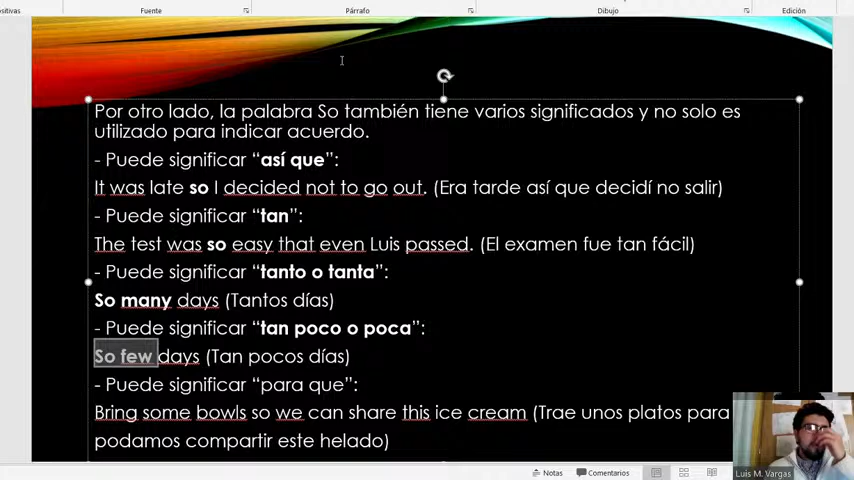 Fuente
Párrafo
Dibujo
Edición
Por otro lado, la palabra So también tiene varios significados y no solo es
utilizado para indicar acuerdo.
- Puede significar “así que”:
It was late so I decided not to go out. (Era tarde así que decidí no salir)
- Puede significar “tan”:
The test was so easy that even Luis passed. (El examen fue tan fácil)
- Puede significar “tanto o tanta”:
So many days (Tantos días)
- Puede significar “tan poco o poca”:
So few days (Tan pocos días)
- Puede significar “para que”:
Bring some bowls so we can share this ice cream (Trae unos platos para
podamos compartir este helado)
Notas
Comentarios
Luis M. Vargas